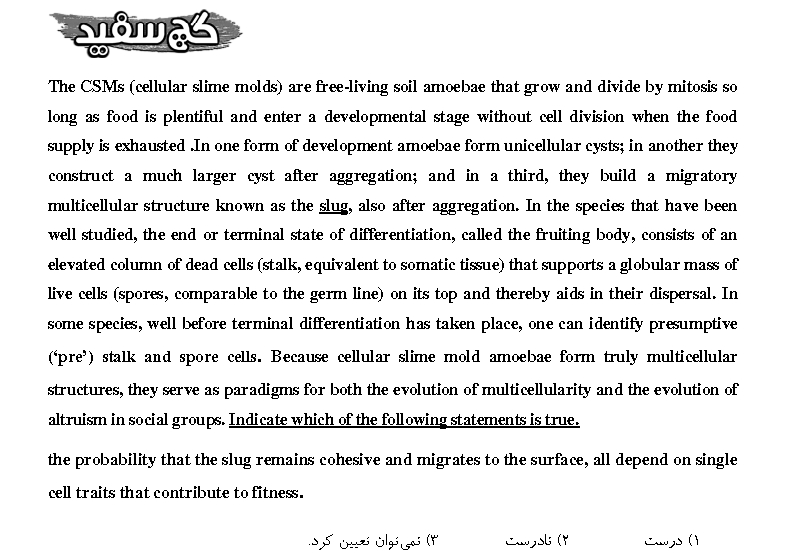 گچ سفید
The CSMs (cellular slime molds) are free-living soil amoebae that grow and divide by mitosis so
long as food is plentiful and enter a developmental stage without cell division when the food
supply is exhausted .In one form of development amoebae form unicellular cysts; in another they
construct a much larger cyst after aggregation; and in a third, they build a migratory
multicellular structure known as the slug, also after aggregation. In the species that have been
well studied, the end or terminal state of differentiation, called the fruiting body, consists of an
elevated column of dead cells (stalk, equivalent to somatic tissue) that supports a globular mass of
live cells (spores, comparable to the germ line) on its top and thereby aids in their dispersal. In
some species, well before terminal differentiation has taken place, one can identify presumptive
(‘pre’) stalk and spore cells. Because cellular slime mold amoebae form truly multicellular
structures, they serve as paradigms for both the evolution of multicellularity and the evolution of
altruism in social groups. Indicate which of the following statements is true.
the probability that the slug remains cohesive and migrates to the surface, all depend on single
cell traits that contribute to fitness.
۱) درست ۲) نادرست ۳) نمی‌توان تعیین کرد.